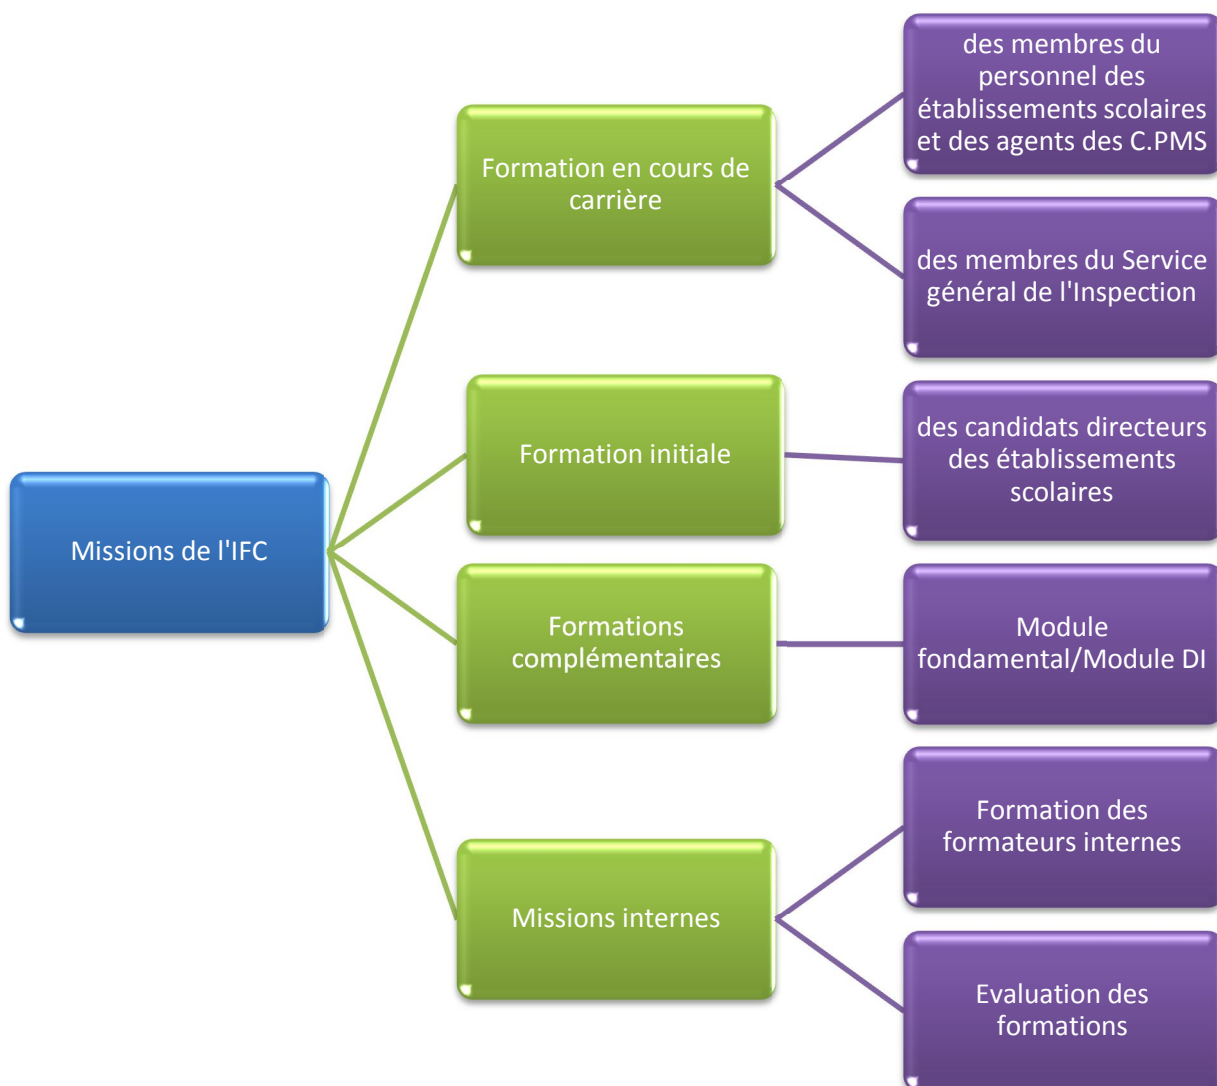 Missions de l'IFC
Formation en cours de
carrière
des membres du
personnel des
établissements scolaires
et des agents des C.PMS
des membres du Service
général de l'Inspection
Formation initiale
des candidats directeurs
des établissements
scolaires
Formations
complémentaires
Module
fondamental/Module DI
Missions internes
Formation des
formateurs internes
Evaluation des
formations